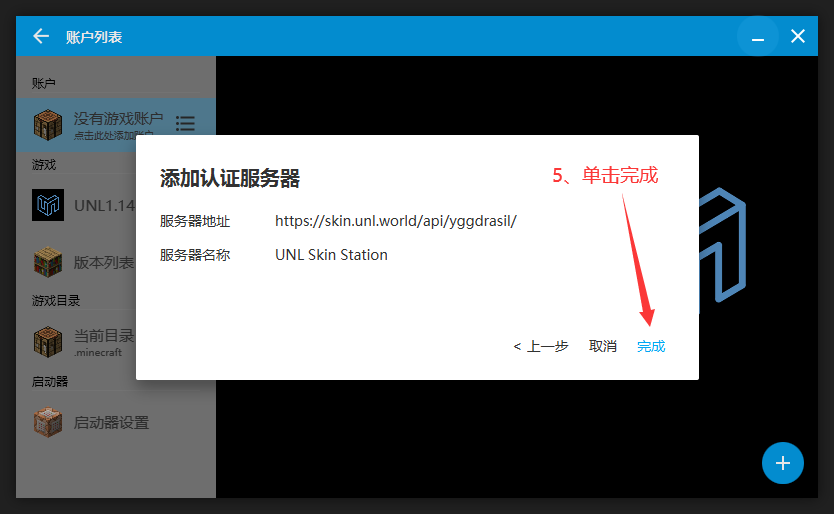 账户列表
账户
没有游戏账户
点击此处添加账户
游戏
UNL1.14
版本列表
游戏目录
当前目录
.minecraft
启动器
启动器设置
添加认证服务器
5、单击完成
服务器地址 https://skin.unl.world/api/yggdrasil/
服务器名称 UNL Skin Station
< 上一步 取消 完成